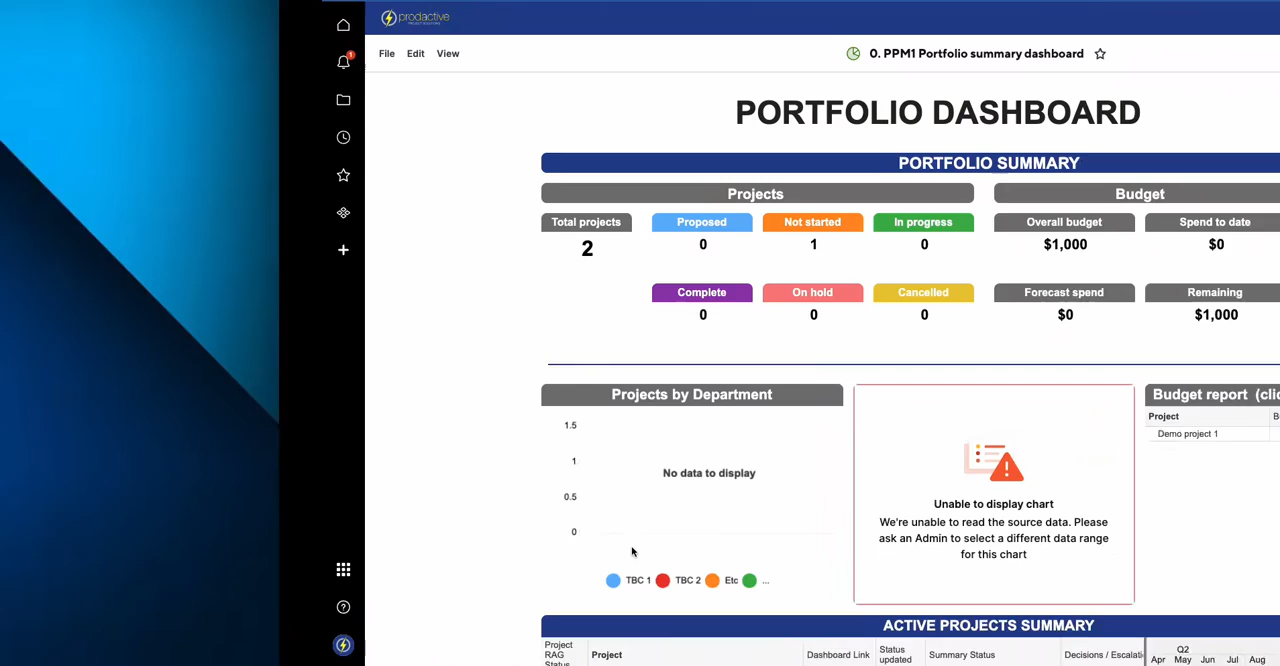 prodactive
PROJECT SOLUTIONS
1
File Edit View
0. PPM1 Portfolio summary dashboard
PORTFOLIO DASHBOARD
PORTFOLIO SUMMARY
Projects
Budget
Total projects
Proposed
Not started
In progress
Overall budget
Spend to date
2
0
1
0
$1,000
$0
Complete
On hold
Cancelled
Forecast spend
Remaining
0
0
0
$0
$1,000
Projects by Department
1.5
1
0.5
0
No data to display
TBC 1
TBC 2
Etc
...
Unable to display chart
We're unable to read the source data. Please
ask an Admin to select a different data range
for this chart
Budget report (clic
Project
B
Demo project 1
ACTIVE PROJECTS SUMMARY
Project
RAG
Status
Project
Dashboard Link
Status
updated
Summary Status
Decisions / Escalati
Q2
Apr May Jun Jul Aug